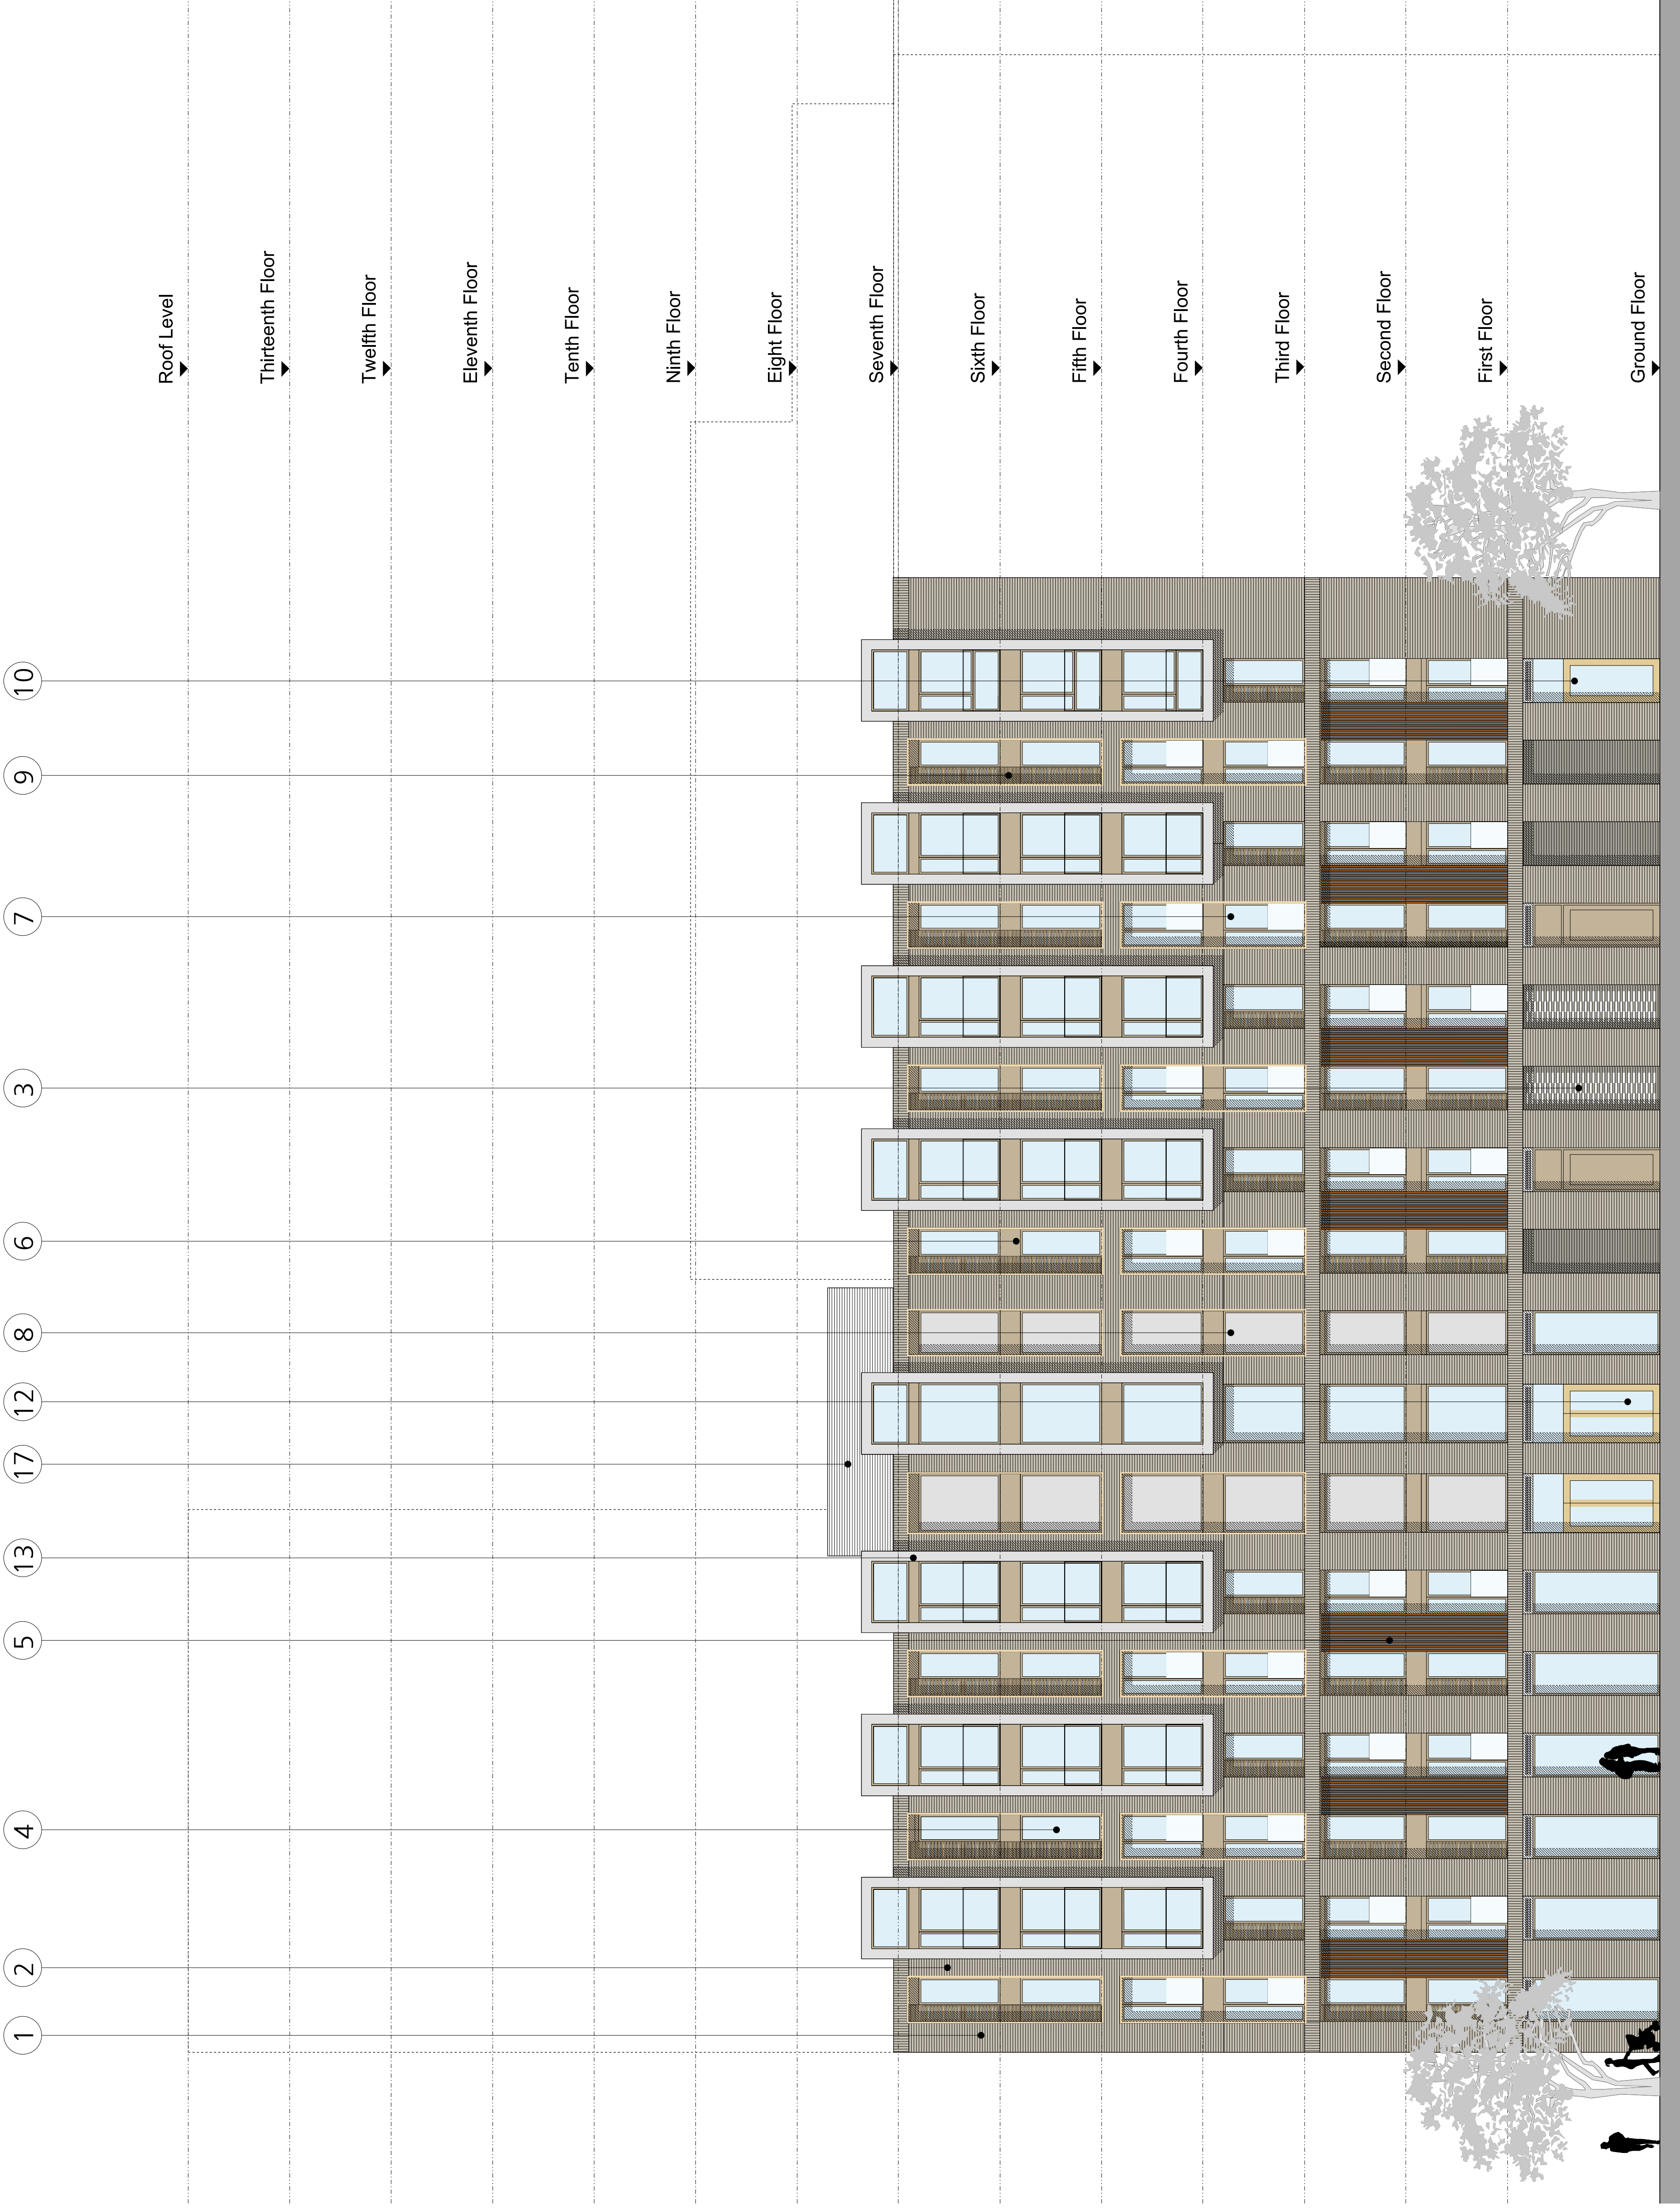 1
2
4
5
13
17
12
8
6
3
7
9
10
Roof Level
Thirteenth Floor
Twelfth Floor
Eleventh Floor
Tenth Floor
Ninth Floor
Eight Floor
Seventh Floor
Sixth Floor
Fifth Floor
Fourth Floor
Third Floor
Second Floor
First Floor
Ground Floor